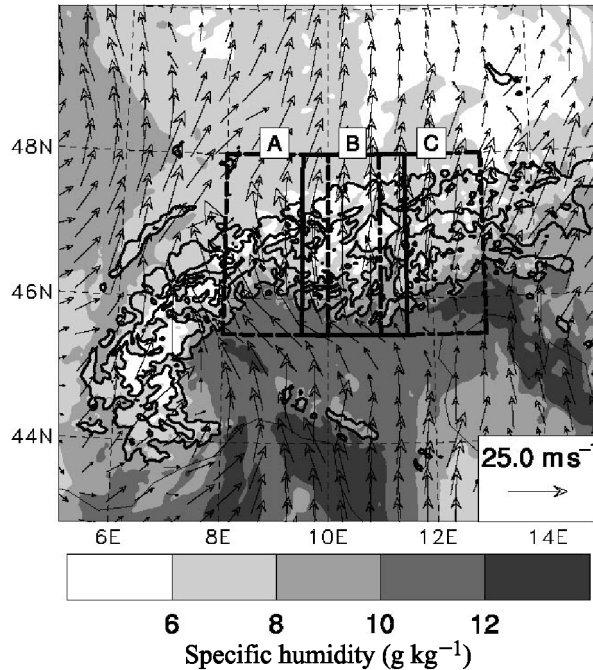 A B C
48N
46N
44N
25.0 ms⁻¹
6E 8E 10E 12E 14E
6 8 10 12
Specific humidity (g kg⁻¹)